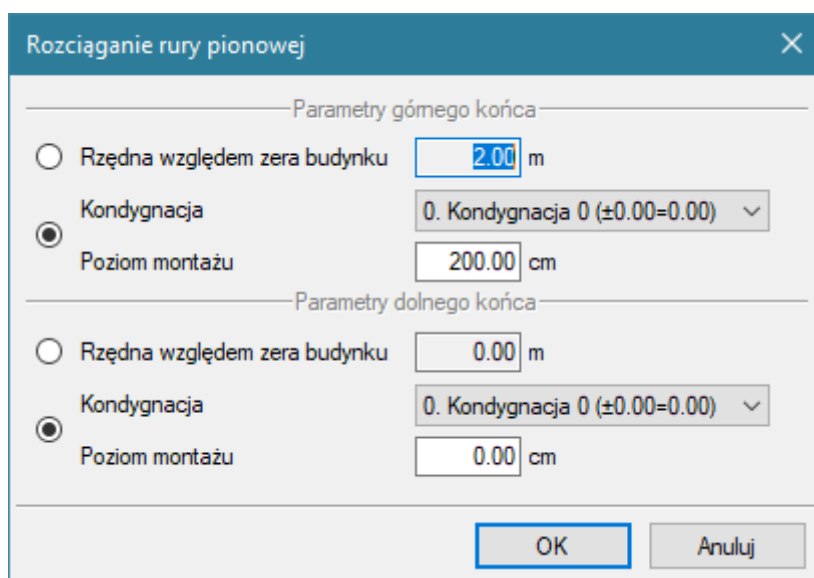 Rozciąganie rury pionowej
Parametry górnego końca
Rzędna względem zera budynku 2.00 m
Kondygnacja 0. Kondygnacja 0 (±0.00=0.00)
Poziom montażu 200.00 cm
Parametry dolnego końca
Rzędna względem zera budynku 0.00 m
Kondygnacja 0. Kondygnacja 0 (±0.00=0.00)
Poziom montażu 0.00 cm
OK Anuluj